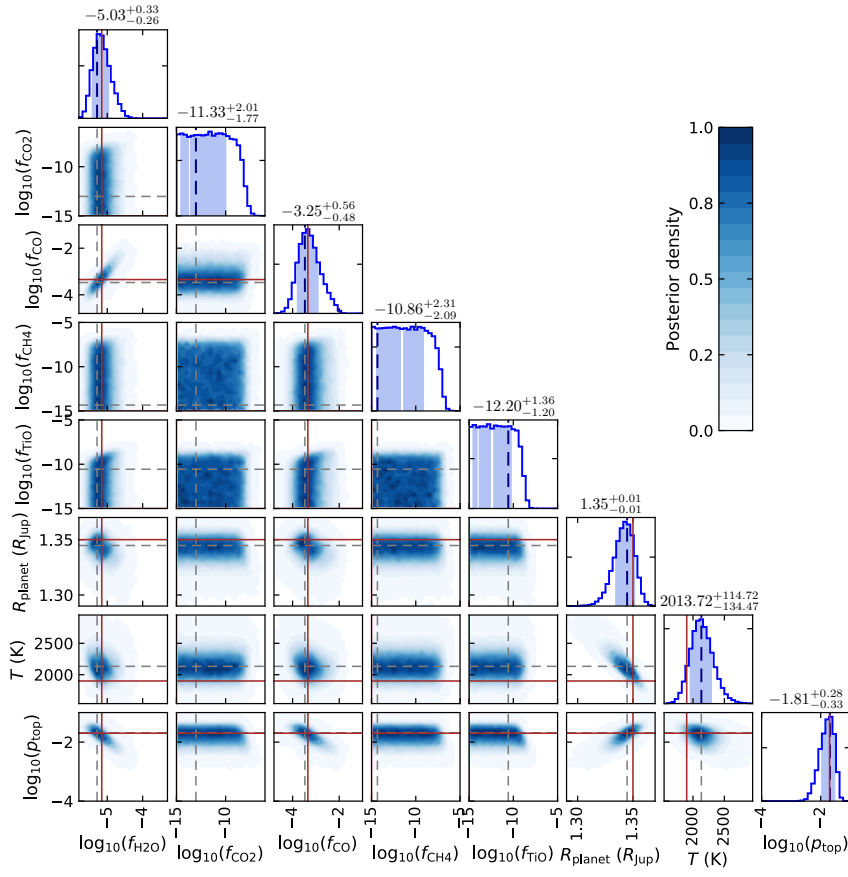 −5.03+0.33−0.26
−11.33+2.01−1.77
−3.25+0.56−0.48
−10.86+2.31−2.09
−12.20+1.36−1.20
1.35+0.01−0.01
2013.72+114.72−134.47
−1.81+0.28−0.33
log10(fCO2)
−10
−15
log10(fCO)
−2
−4
log10(fCH4)
−5
−10
−15
log10(fTiO)
−5
−10
−15
Rplanet (RJup)
1.35
1.30
T (K)
2500
2000
log10(ptop)
−2
−4
−5
−4
log10(fH2O)
−15
−10
log10(fCO2)
−4
−2
log10(fCO)
−15
−10
−5
log10(fCH4)
−15
−10
−5
log10(fTiO)
1.30
1.35
Rplanet (RJup)
2000
2500
T (K)
−4
−2
log10(ptop)
1.0
0.8
0.5
0.2
0.0
Posterior density